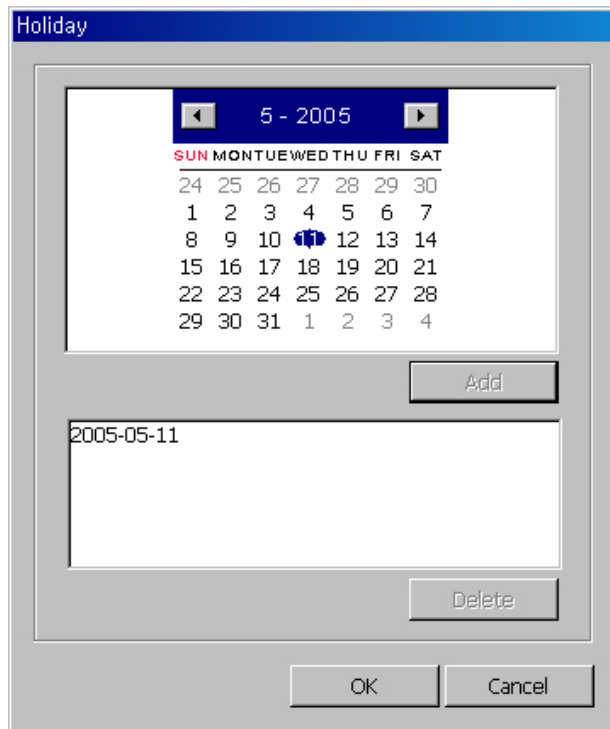 Holiday
5 - 2005
SUN MON TUE WED THU FRI SAT
24 25 26 27 28 29 30
1 2 3 4 5 6 7
8 9 10 11 12 13 14
15 16 17 18 19 20 21
22 23 24 25 26 27 28
29 30 31 1 2 3 4
Add
2005-05-11
Delete
OK Cancel